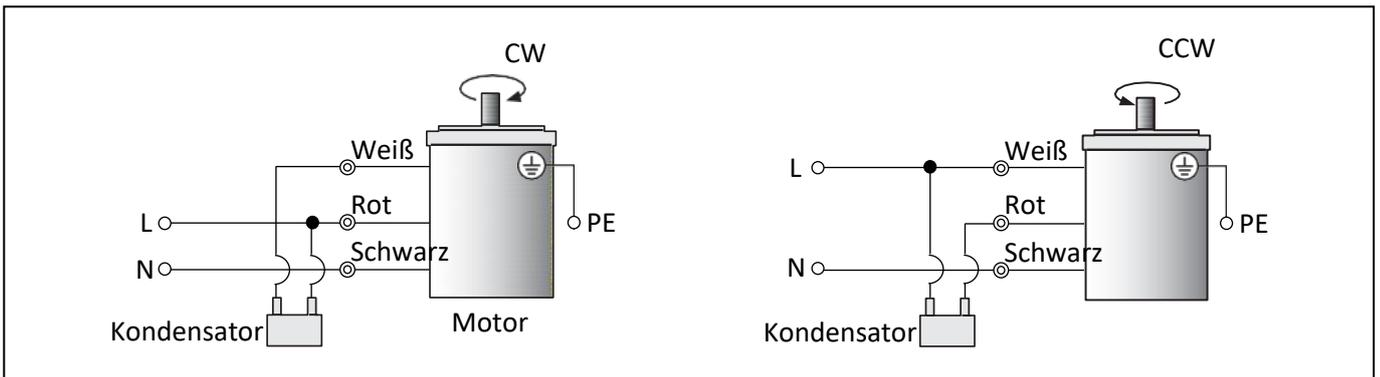 CW
Weiß
L
Rot
PE
N
Schwarz
Kondensator
Motor
CCW
L
Weiß
Rot
PE
N
Schwarz
Kondensator